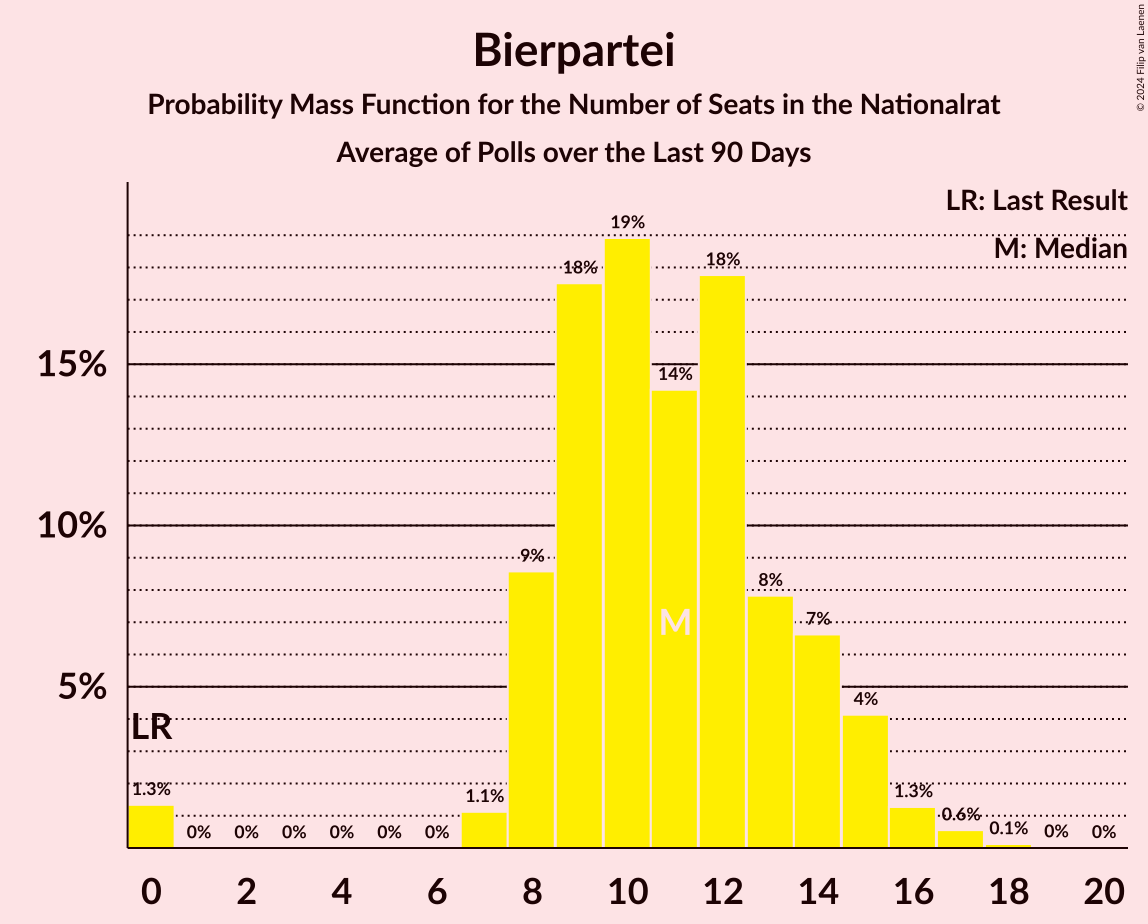 Bierpartei
Probability Mass Function for the Number of Seats in the Nationalrat
Average of Polls over the Last 90 Days
© 2024 Filip van Laenen
LR: Last Result
M: Median
15%
10%
5%
LR
M
1.3%
0%
0%
0%
0%
0%
0%
1.1%
9%
18%
19%
14%
18%
8%
7%
4%
1.3%
0.6%
0.1%
0%
0%
0 2 4 6 8 10 12 14 16 18 20